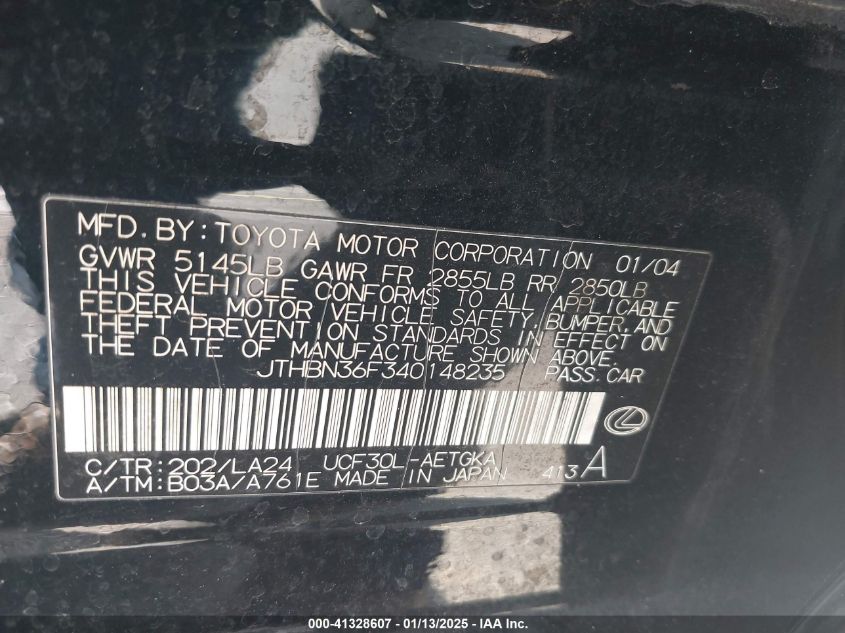 MFD. BY: TOYOTA MOTOR CORPORATION 01/04
GVWR 5145LB GAWR FR 2855LB RR 2850LB
THIS VEHICLE CONFORMS TO ALL APPLICABLE
FEDERAL MOTOR VEHICLE SAFETY, BUMPER, AND
THEFT PREVENTION STANDARDS IN EFFECT ON
THE DATE OF MANUFACTURE SHOWN ABOVE.
JTHBN36F340148235 PASS. CAR
C/TR: 202/LA24 UCF30L-AETGKA 413A
A/TM: B03A/A761E MADE IN JAPAN
000-41328607 - 01/13/2025 - IAA Inc.